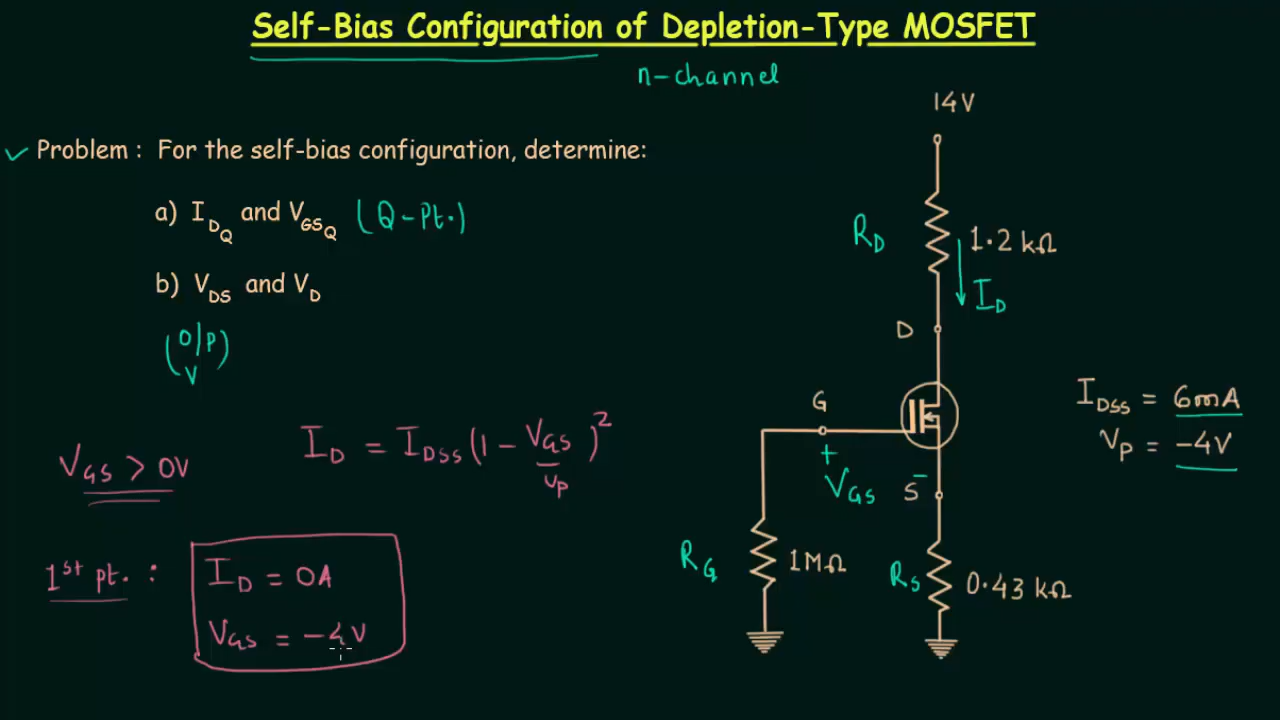 Self-Bias Configuration of Depletion-Type MOSFET
n-channel
14V
✓ Problem : For the self-bias configuration, determine:
a) I_DQ and V_GSQ (Q-Pt.)
R_D
1.2 kΩ
I_D
b) V_DS and V_D
(O/P V)
D
G
I_DSS = 6mA
V_P = -4V
V_GS > 0V
I_D = I_DSS (1 - V_GS/V_P)^2
+
V_GS
S -
1st pt. :
I_D = 0A
V_GS = -4V
R_G
1MΩ
R_S
0.43 kΩ